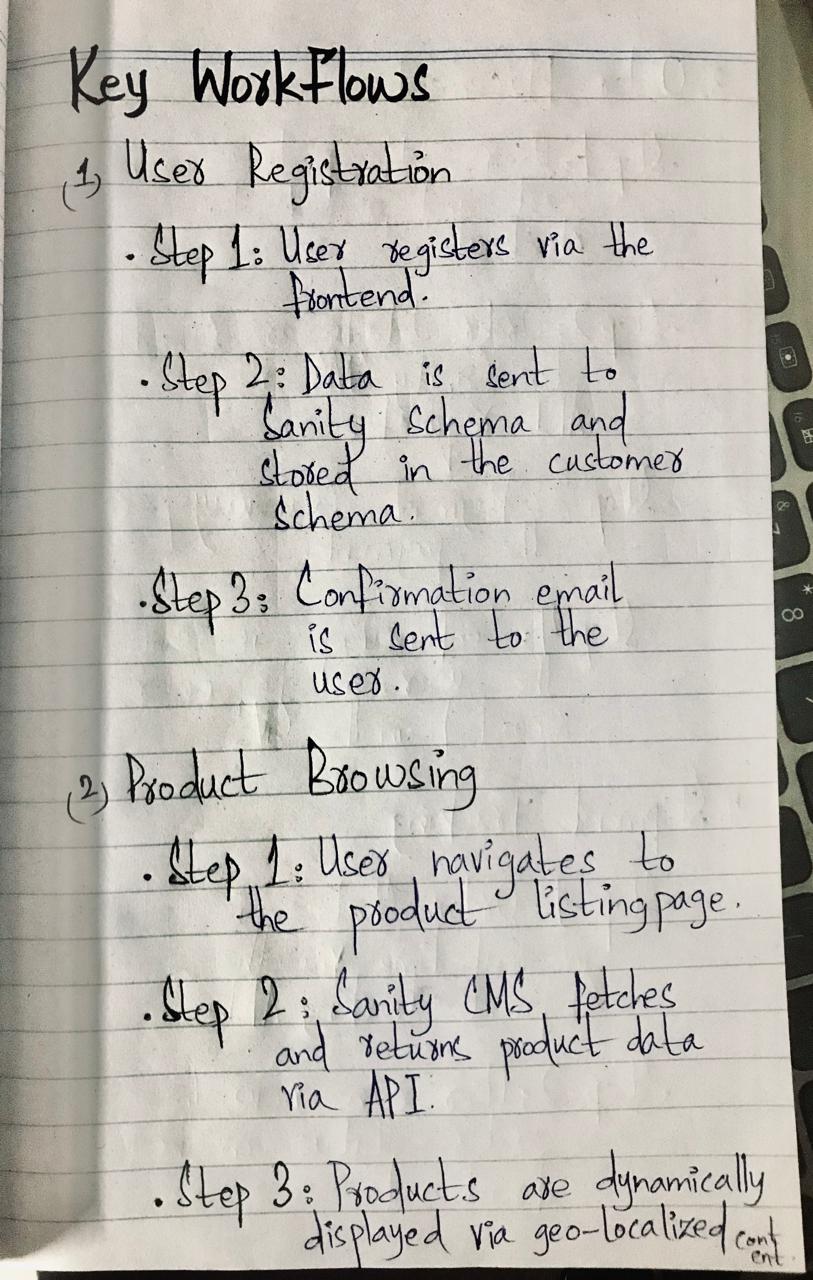 Key Workflows
(1) User Registration
• Step 1: User registers via the
frontend.
• Step 2: Data is sent to
Sanity Schema and
stored in the customer
schema.
• Step 3: Confirmation email
is sent to the
user.
(2) Product Browsing
• Step 1: User navigates to
the product listing page.
• Step 2: Sanity CMS fetches
and returns product data
via API.
• Step 3: Products are dynamically
displayed via geo-localized cont
ent.